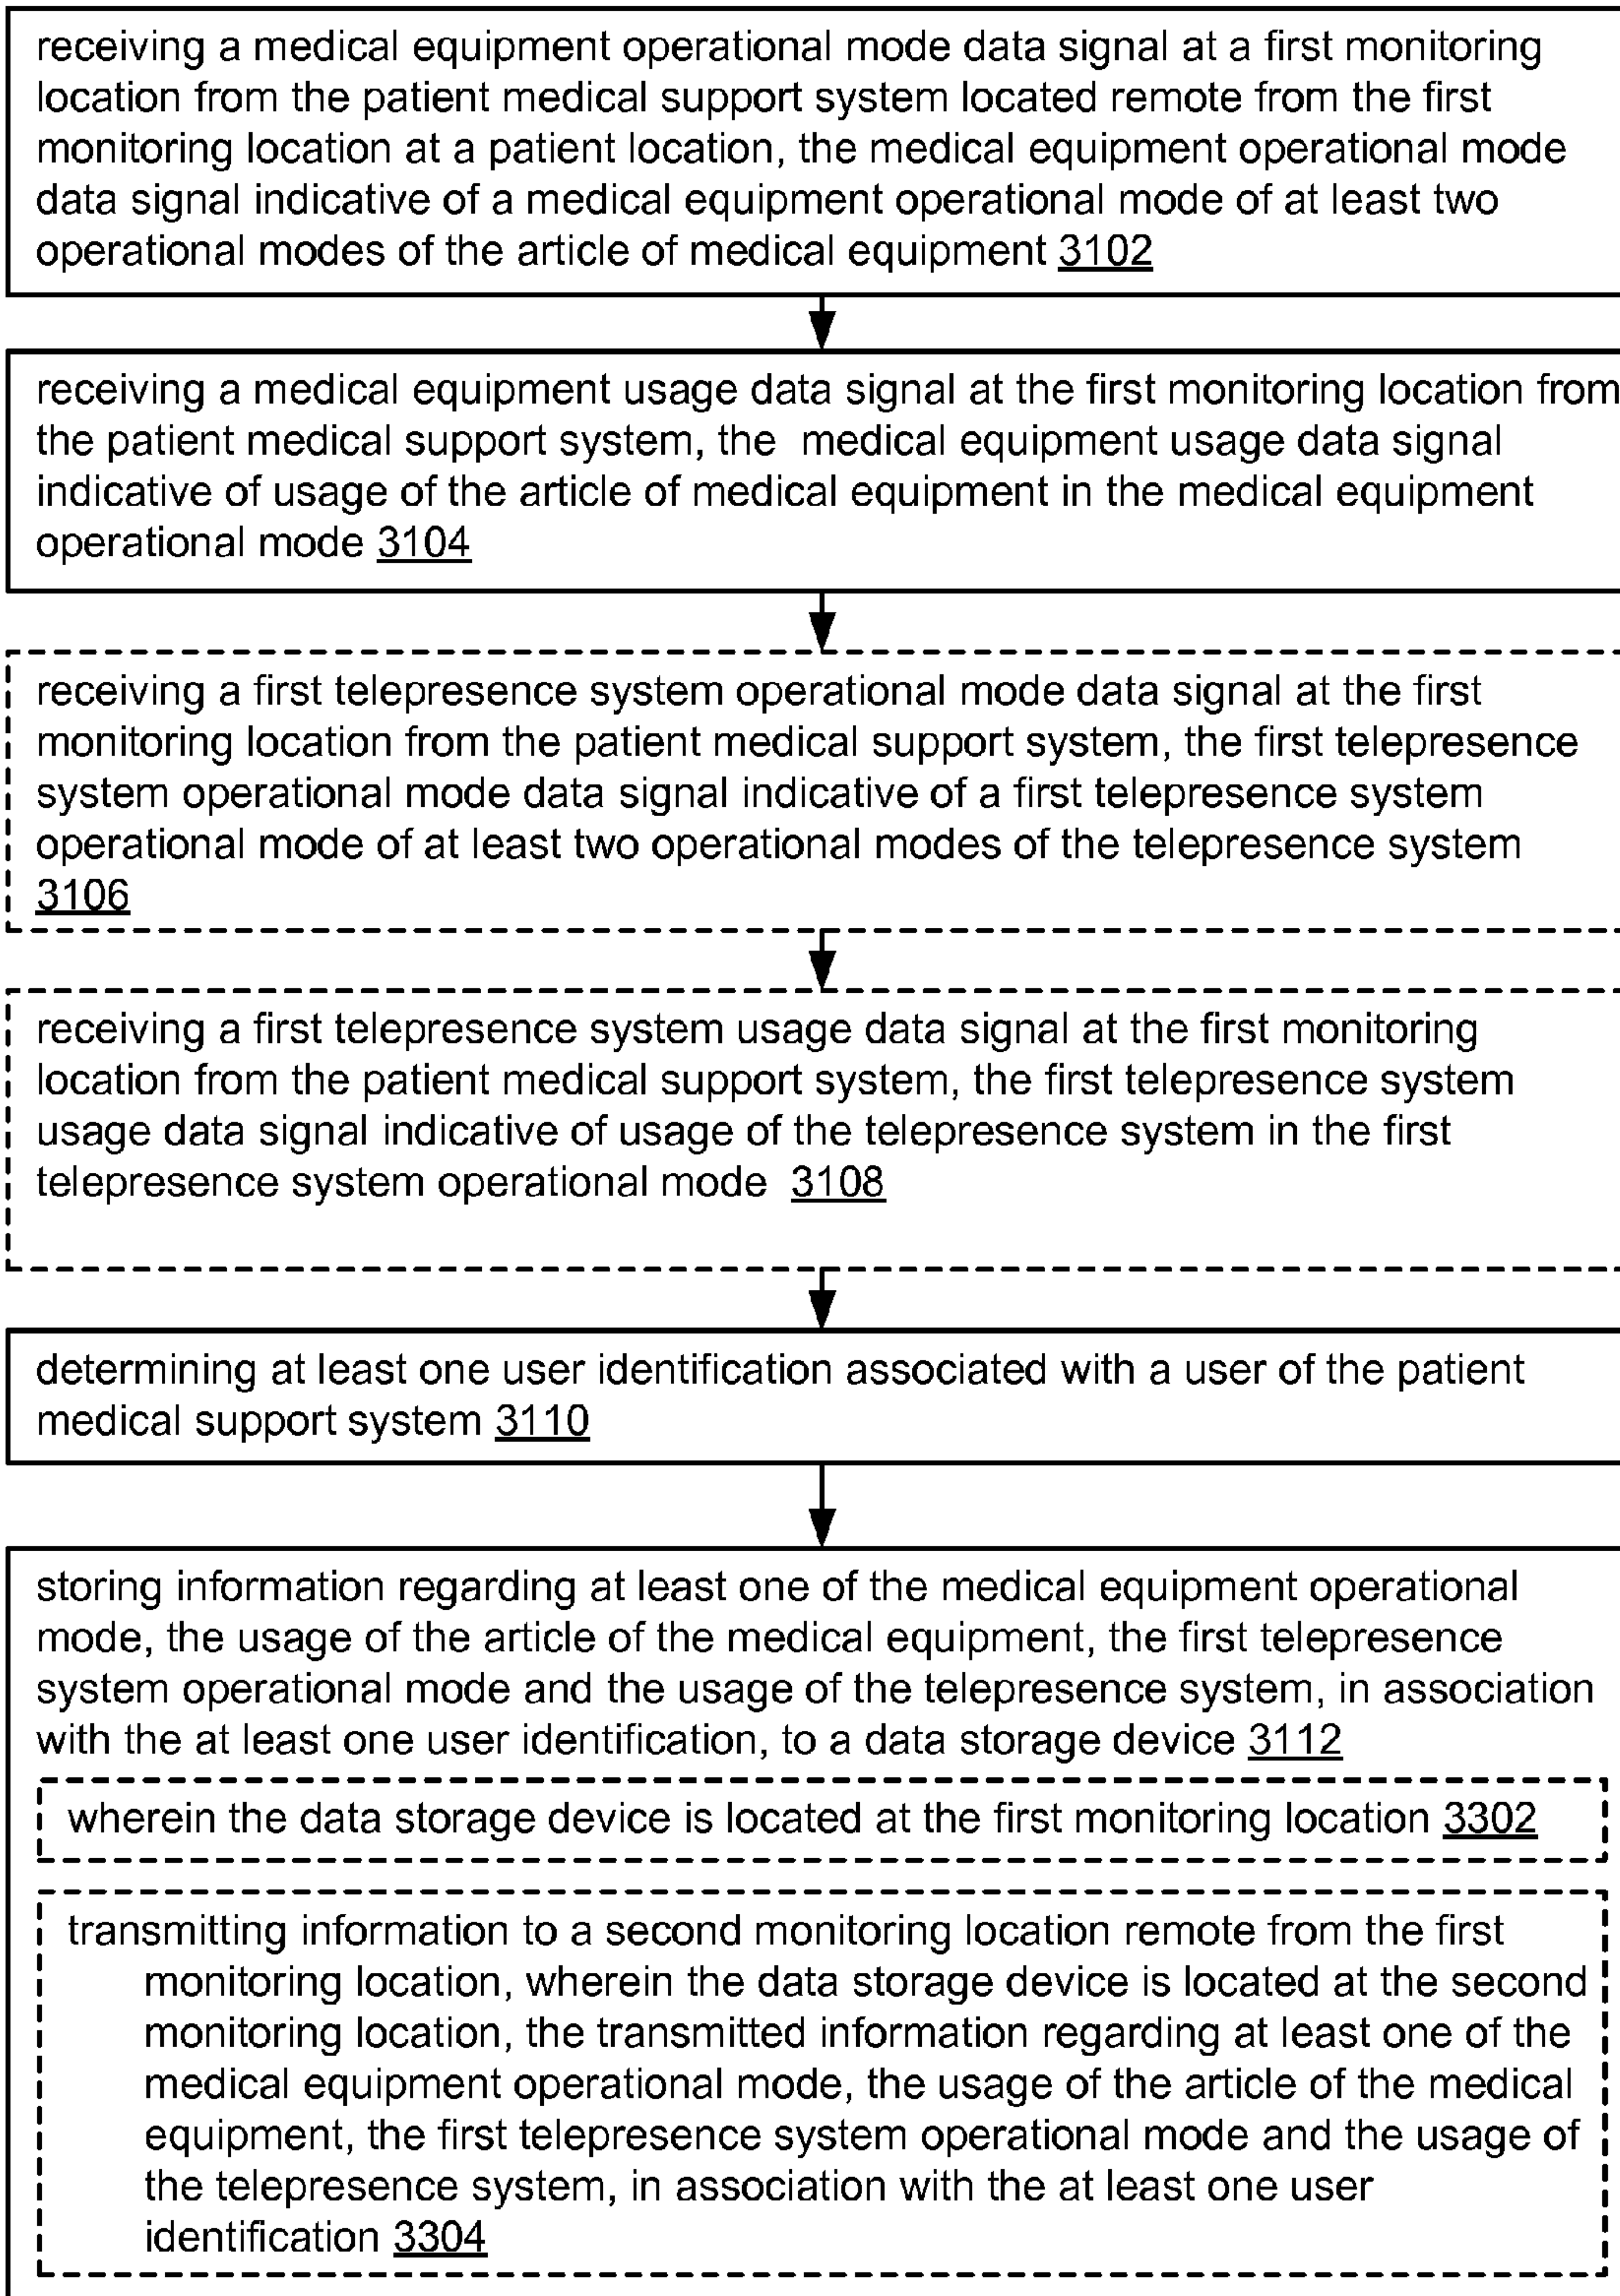 receiving a medical equipment operational mode data signal at a first monitoring
location from the patient medical support system located remote from the first
monitoring location at a patient location, the medical equipment operational mode
data signal indicative of a medical equipment operational mode of at least two
operational modes of the article of medical equipment 3102
receiving a medical equipment usage data signal at the first monitoring location from
the patient medical support system, the  medical equipment usage data signal
indicative of usage of the article of medical equipment in the medical equipment
operational mode 3104
receiving a first telepresence system operational mode data signal at the first
monitoring location from the patient medical support system, the first telepresence
system operational mode data signal indicative of a first telepresence system
operational mode of at least two operational modes of the telepresence system
3106
receiving a first telepresence system usage data signal at the first monitoring
location from the patient medical support system, the first telepresence system
usage data signal indicative of usage of the telepresence system in the first
telepresence system operational mode  3108
determining at least one user identification associated with a user of the patient
medical support system 3110
storing information regarding at least one of the medical equipment operational
mode, the usage of the article of the medical equipment, the first telepresence
system operational mode and the usage of the telepresence system, in association
with the at least one user identification, to a data storage device 3112
wherein the data storage device is located at the first monitoring location 3302
transmitting information to a second monitoring location remote from the first
monitoring location, wherein the data storage device is located at the second
monitoring location, the transmitted information regarding at least one of the
medical equipment operational mode, the usage of the article of the medical
equipment, the first telepresence system operational mode and the usage of
the telepresence system, in association with the at least one user
identification 3304